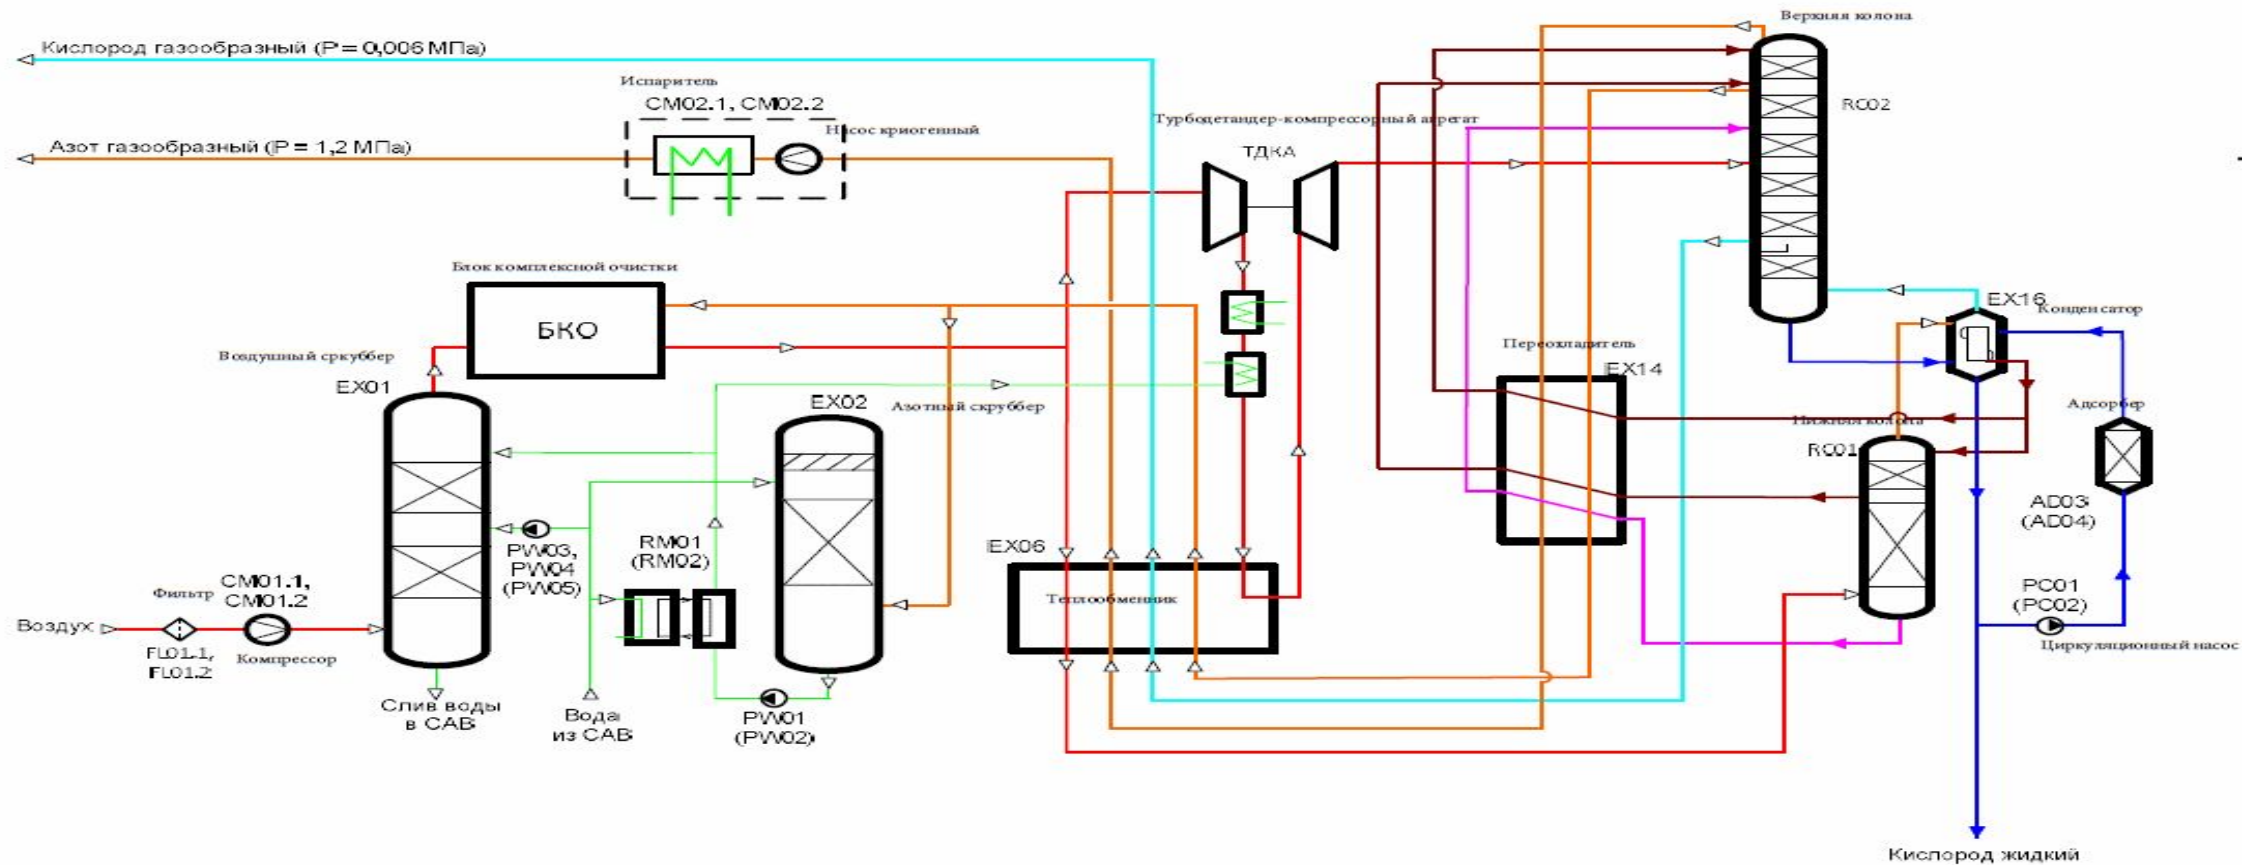 Верхняя колона
Кислород газообразный (P = 0,006 МПа)
Испаритель
CM02.1, CM02.2
RC02
Турбодетандер-компрессорный агрегат
Насос криогенный
Азот газообразный (P = 1,2 МПа)
ТДКА
Блок комплексной очистки
EX16
Конденсатор
БКО
Переохладитель
Воздушный сркуббер
EX14
EX01
EX02
Азотный скруббер
Адсорбер
Нижняя колона
RC01
AD03
(AD04)
PW03,
PW04
(PW05)
RM01
(RM02)
EX06
CM01.1,
CM01.2
Фильтр
PC01
(PC02)
Теплообменник
Воздух
FL01.1,
FL01.2
Компрессор
Циркуляционный насос
Слив воды
в САВ
Вода
из САВ
PW01
(PW02)
Кислород жидкий